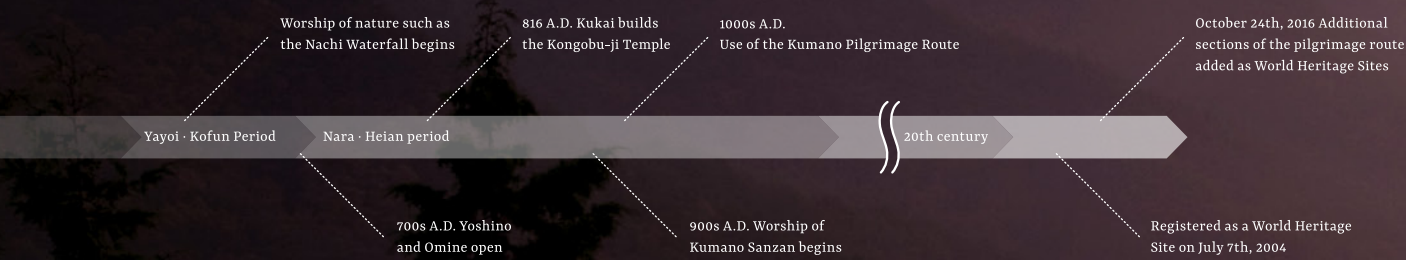 Worship of nature such as
the Nachi Waterfall begins
816 A.D. Kukai builds
the Kongobu-ji Temple
1000s A.D.
Use of the Kumano Pilgrimage Route
October 24th, 2016 Additional
sections of the pilgrimage route
added as World Heritage Sites
Yayoi · Kofun Period
Nara · Heian period
20th century
700s A.D. Yoshino
and Omine open
900s A.D. Worship of
Kumano Sanzan begins
Registered as a World Heritage
Site on July 7th, 2004